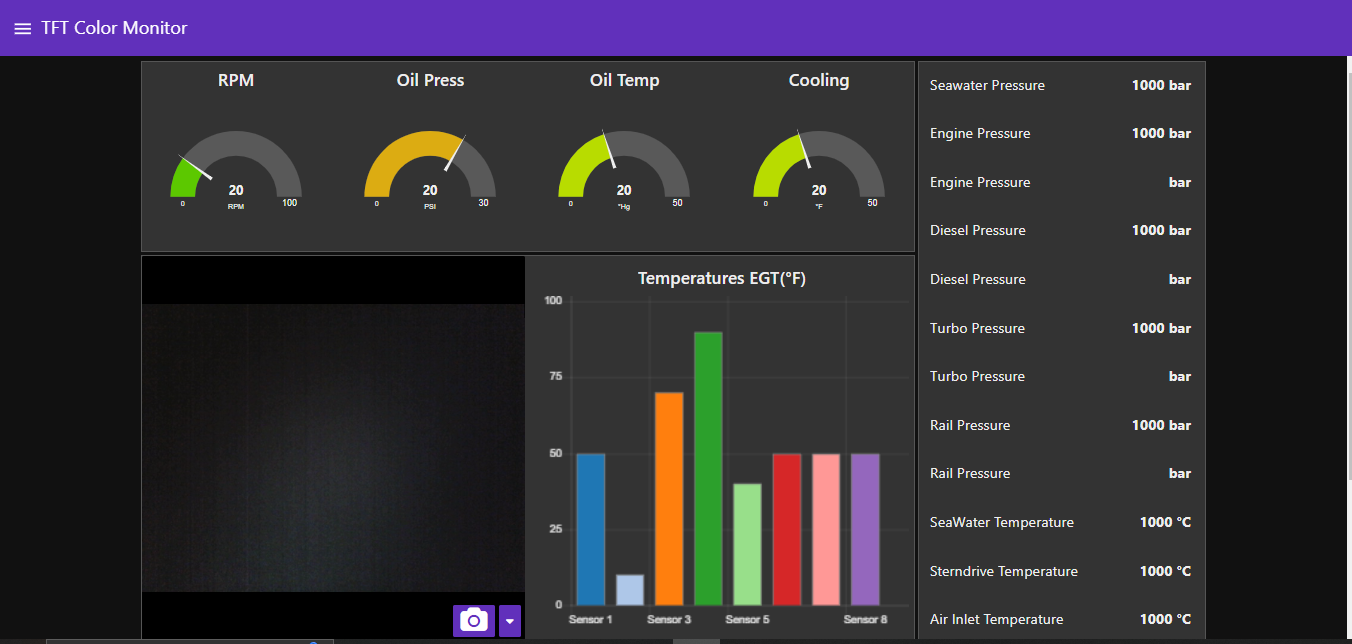 TFT Color Monitor
RPM
Oil Press
Oil Temp
Cooling
20
0
RPM
100
20
0
PSI
30
20
0
°Hg
50
20
0
°F
50
Temperatures EGT(°F)
100
75
50
25
0
Sensor 1
Sensor 3
Sensor 5
Sensor 8
Seawater Pressure 1000 bar
Engine Pressure 1000 bar
Engine Pressure bar
Diesel Pressure 1000 bar
Diesel Pressure bar
Turbo Pressure 1000 bar
Turbo Pressure bar
Rail Pressure 1000 bar
Rail Pressure bar
SeaWater Temperature 1000 °C
Sterndrive Temperature 1000 °C
Air Inlet Temperature 1000 °C